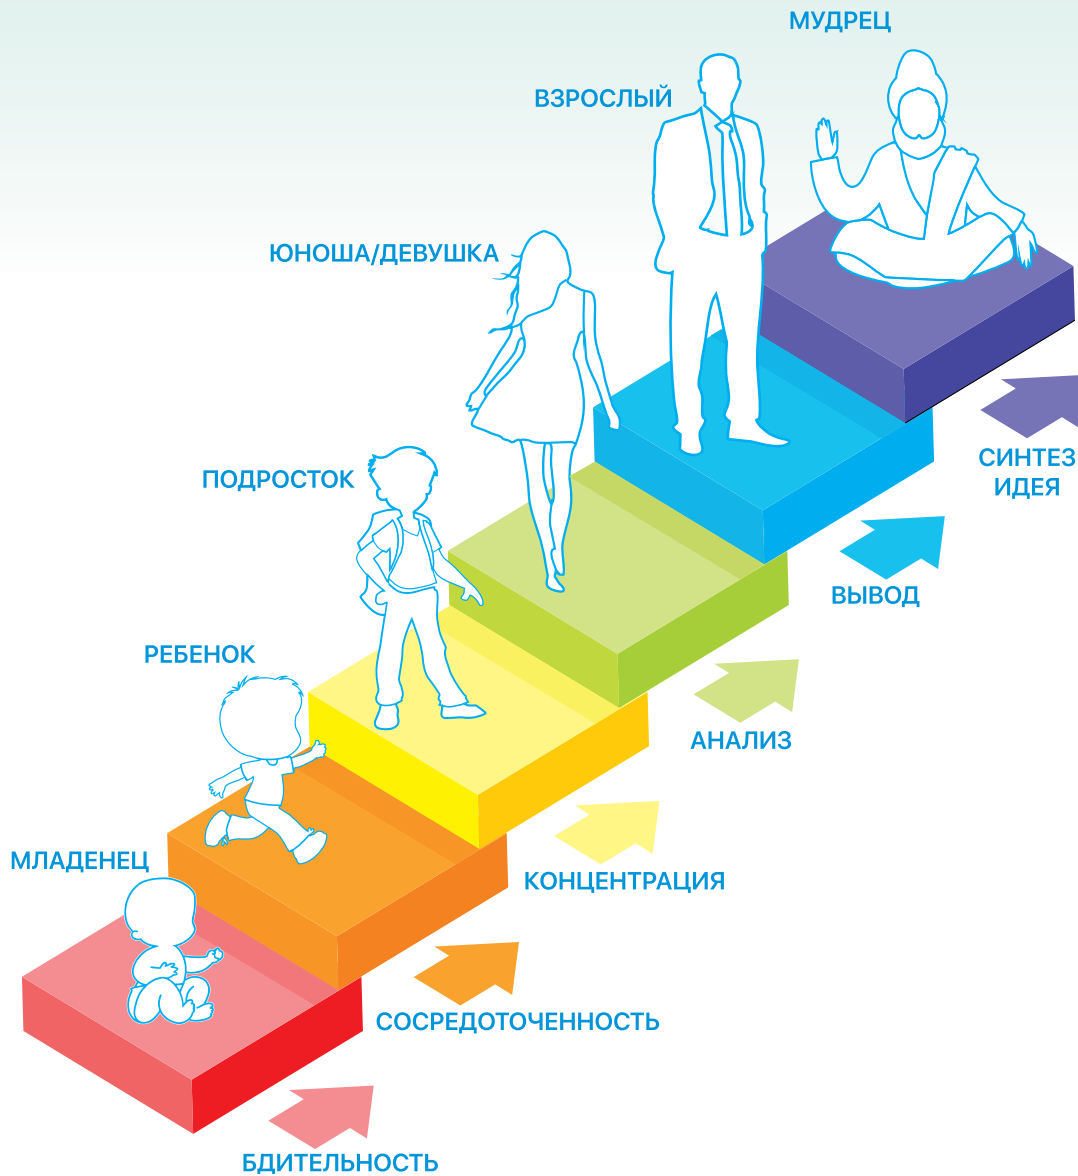 МУДРЕЦ
ВЗРОСЛЫЙ
ЮНОША/ДЕВУШКА
СИНТЕЗ
ИДЕЯ
ПОДРОСТОК
ВЫВОД
РЕБЕНОК
АНАЛИЗ
МЛАДЕНЕЦ
КОНЦЕНТРАЦИЯ
СОСРЕДОТОЧЕННОСТЬ
БДИТЕЛЬНОСТЬ